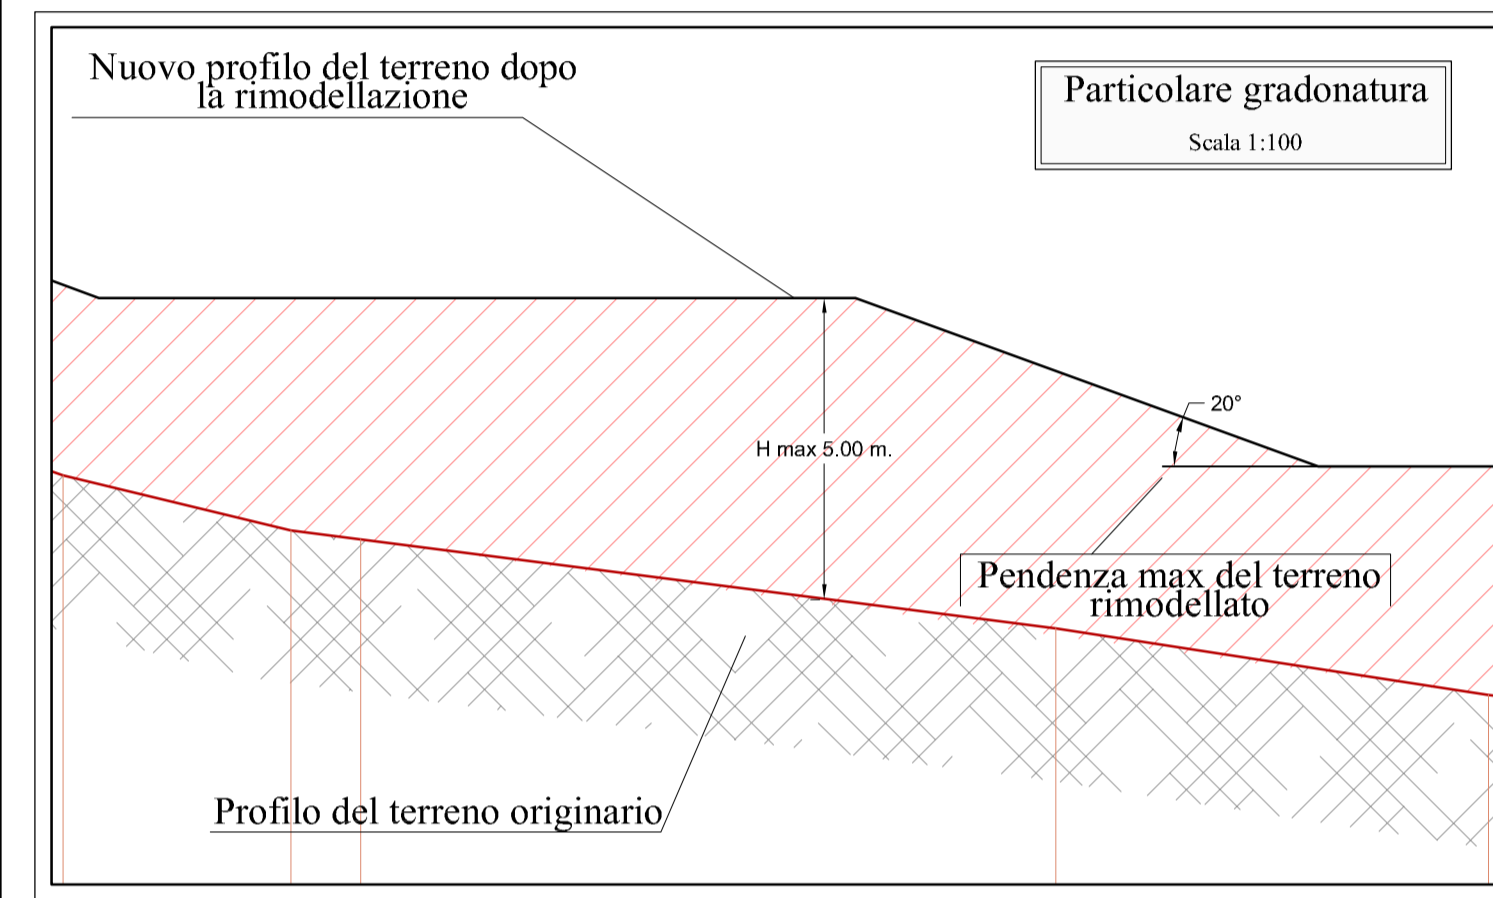 Nuovo profilo del terreno dopo
la rimodellazione
Particolare gradonatura
Scala 1:100
20°
H max 5.00 m.
Pendenza max del terreno
rimodellato
Profilo del terreno originario